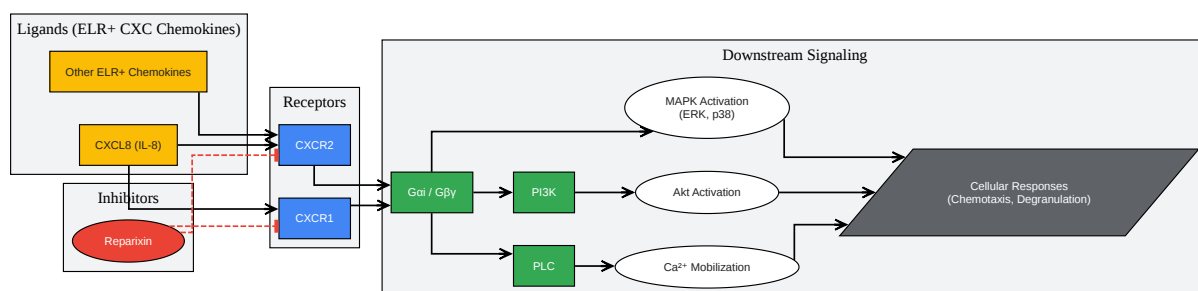 Ligands (ELR+ CXC Chemokines)
Other ELR+ Chemokines
CXCL8 (IL-8)
Inhibitors
Reparixin
Receptors
CXCR2
CXCR1
Downstream Signaling
Gαi / Gβγ
MAPK Activation
(ERK, p38)
PI3K
Akt Activation
PLC
Ca²⁺ Mobilization
Cellular Responses
(Chemotaxis, Degranulation)